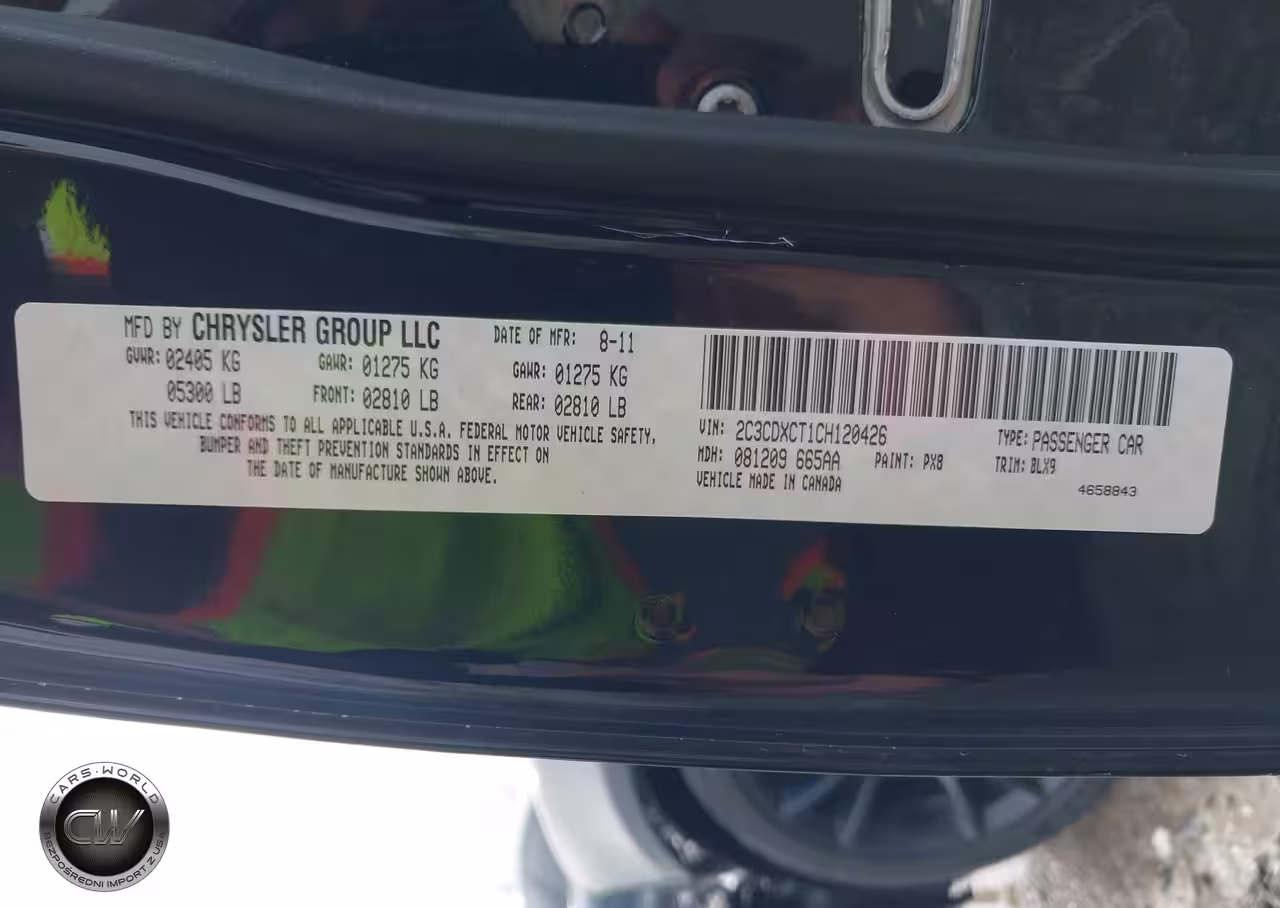 MFD BY CHRYSLER GROUP LLC DATE OF MFR: 8-11
GVWR: 02405 KG GAWR: 01275 KG GAWR: 01275 KG
05300 LB FRONT: 02810 LB REAR: 02810 LB
THIS VEHICLE CONFORMS TO ALL APPLICABLE U.S.A. FEDERAL MOTOR VEHICLE SAFETY,
BUMPER AND THEFT PREVENTION STANDARDS IN EFFECT ON
THE DATE OF MANUFACTURE SHOWN ABOVE.
VIN: 2C3CDXCT1CH120426 TYPE: PASSENGER CAR
MDH: 081209 665AA PAINT: PX8 TRIM: BLX9
VEHICLE MADE IN CANADA 4658843
CARS·WORLD
CW
BEZPOŚREDNI IMPORT Z USA